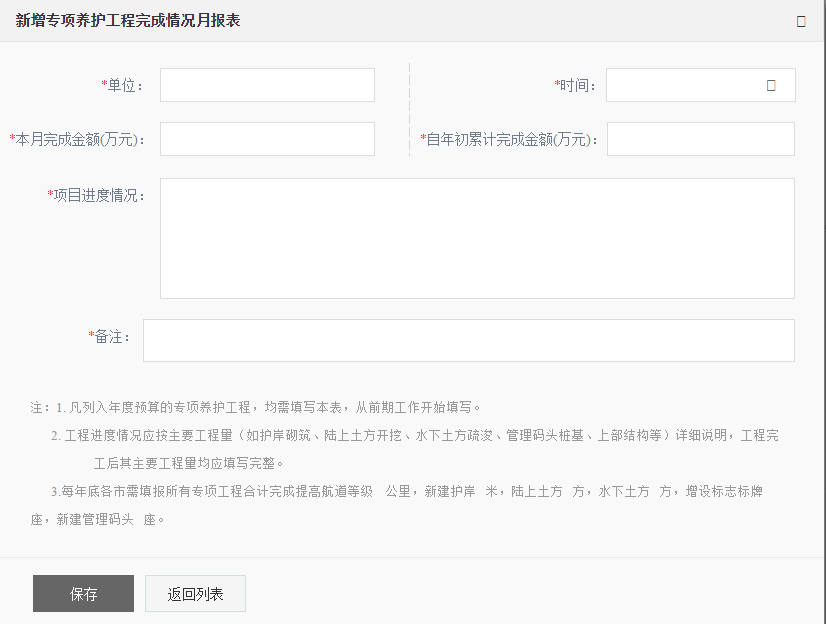 新增专项养护工程完成情况月报表
*单位：
*时间：
*本月完成金额(万元)：
*自年初累计完成金额(万元)：
*项目进度情况：
*备注：
注：1. 凡列入年度预算的专项养护工程，均需填写本表，从前期工作开始填写。
2. 工程进度情况应按主要工程量（如护岸砌筑、陆上土方开挖、水下土方疏浚、管理码头桩基、上部结构等）详细说明，工程完
工后其主要工程量均应填写完整。
3.每年底各市需填报所有专项工程合计完成提高航道等级 公里，新建护岸 米，陆上土方 方，水下土方 方，增设标志标牌
座，新建管理码头 座。
保存
返回列表